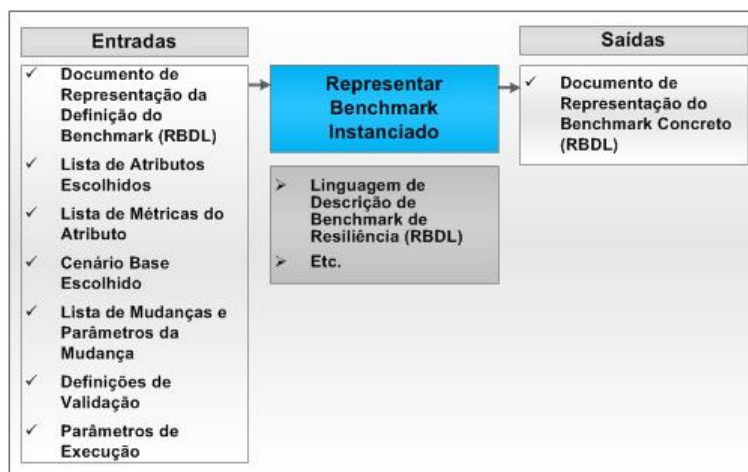 Entradas
✓ Documento de
Representação da
Definição do
Benchmark (RBDL)
✓ Lista de Atributos
Escolhidos
✓ Lista de Métricas do
Atributo
✓ Cenário Base
Escolhido
✓ Lista de Mudanças e
Parâmetros da
Mudança
✓ Definições de
Validação
✓ Parâmetros de
Execução
Representar
Benchmark
Instanciado
➢ Linguagem de
Descrição de
Benchmark de
Resiliência (RBDL)
➢ Etc.
Saídas
✓ Documento de
Representação do
Benchmark Concreto
(RBDL)